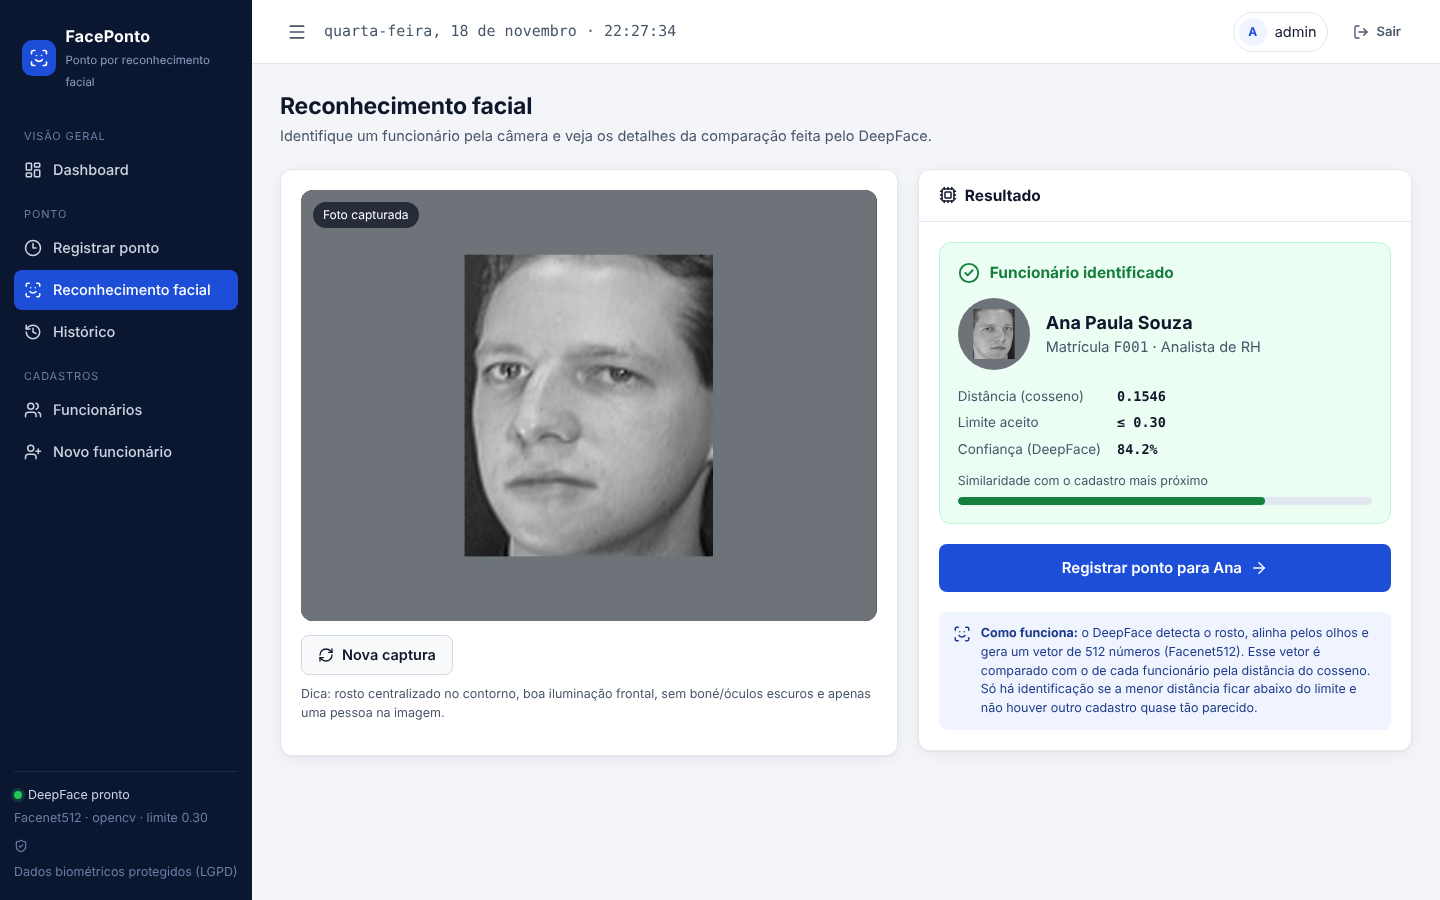 FacePonto
Ponto por reconhecimento
facial
VISÃO GERAL
Dashboard
PONTO
Registrar ponto
Reconhecimento facial
Histórico
CADASTROS
Funcionários
Novo funcionário
DeepFace pronto
Facenet512 · opencv · limite 0.30
Dados biométricos protegidos (LGPD)
quarta-feira, 18 de novembro · 22:27:34
A admin
Sair
Reconhecimento facial
Identifique um funcionário pela câmera e veja os detalhes da comparação feita pelo DeepFace.
Foto capturada
Nova captura
Dica: rosto centralizado no contorno, boa iluminação frontal, sem boné/óculos escuros e apenas
uma pessoa na imagem.
Resultado
Funcionário identificado
Ana Paula Souza
Matrícula F001 · Analista de RH
Distância (cosseno) 0.1546
Limite aceito ≤ 0.30
Confiança (DeepFace) 84.2%
Similaridade com o cadastro mais próximo
Registrar ponto para Ana
Como funciona: o DeepFace detecta o rosto, alinha pelos olhos e
gera um vetor de 512 números (Facenet512). Esse vetor é
comparado com o de cada funcionário pela distância do cosseno.
Só há identificação se a menor distância ficar abaixo do limite e
não houver outro cadastro quase tão parecido.